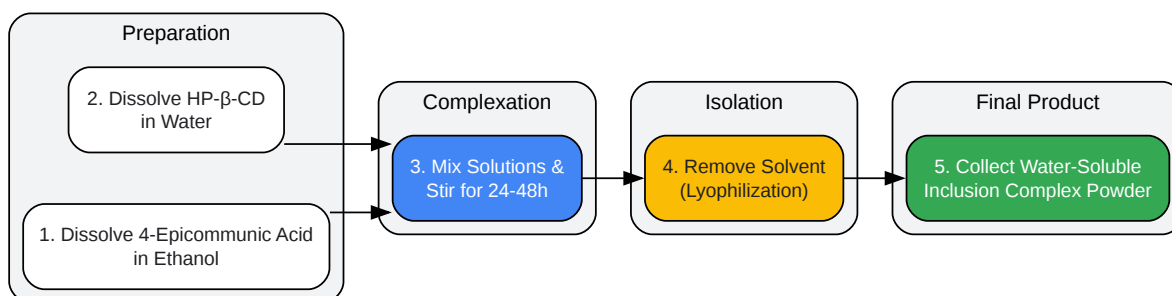 Preparation
2. Dissolve HP-β-CD
in Water
1. Dissolve 4-Epicommunic Acid
in Ethanol
Complexation
3. Mix Solutions &
Stir for 24-48h
Isolation
4. Remove Solvent
(Lyophilization)
Final Product
5. Collect Water-Soluble
Inclusion Complex Powder